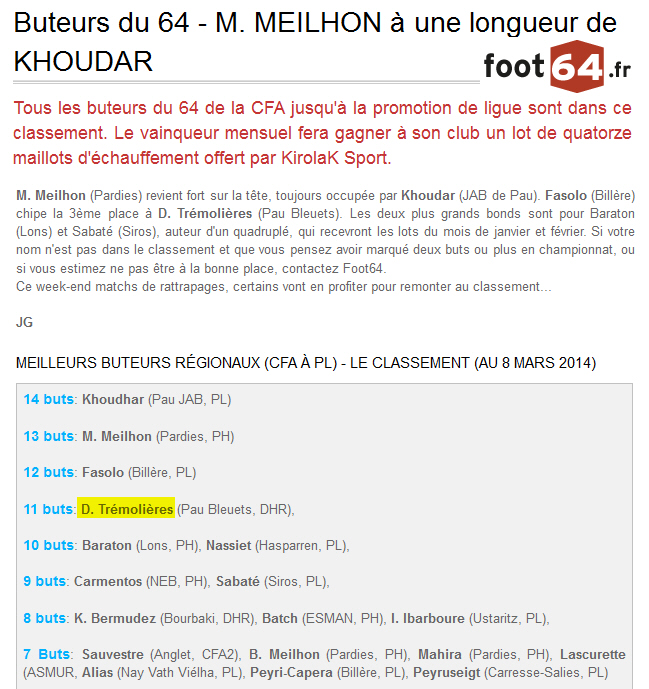 Buteurs du 64 - M. MEILHON à une longueur de
KHOUDAR
foot64.fr
Tous les buteurs du 64 de la CFA jusqu'à la promotion de ligue sont dans ce
classement. Le vainqueur mensuel fera gagner à son club un lot de quatorze
maillots d'échauffement offert par KirolaK Sport.
M. Meilhon (Pardies) revient fort sur la tête, toujours occupée par Khoudar (JAB de Pau). Fasolo (Billère)
chipe la 3ème place à D. Trémolières (Pau Bleuets). Les deux plus grands bonds sont pour Baraton
(Lons) et Sabaté (Siros), auteur d'un quadruplé, qui recevront les lots du mois de janvier et février. Si votre
nom n'est pas dans le classement et que vous pensez avoir marqué deux buts ou plus en championnat, ou
si vous estimez ne pas être à la bonne place, contactez Foot64.
Ce week-end matchs de rattrapages, certains vont en profiter pour remonter au classement...
JG
MEILLEURS BUTEURS RÉGIONAUX (CFA À PL) - LE CLASSEMENT (AU 8 MARS 2014)
14 buts: Khoudhar (Pau JAB, PL)
13 buts: M. Meilhon (Pardies, PH)
12 buts: Fasolo (Billère, PL)
11 buts: D. Trémolières (Pau Bleuets, DHR),
10 buts: Baraton (Lons, PH), Nassiet (Hasparren, PL),
9 buts: Carmentos (NEB, PH), Sabaté (Siros, PL),
8 buts: K. Bermudez (Bourbaki, DHR), Batch (ESMAN, PH), I. Ibarboure (Ustaritz, PL),
7 Buts: Sauvestre (Anglet, CFA2), B. Meilhon (Pardies, PH), Mahira (Pardies, PH), Lascurette
(ASMUR, Alias (Nay Vath Viélha, PL), Peyri-Capera (Billère, PL), Peyruseigt (Carresse-Salies, PL)